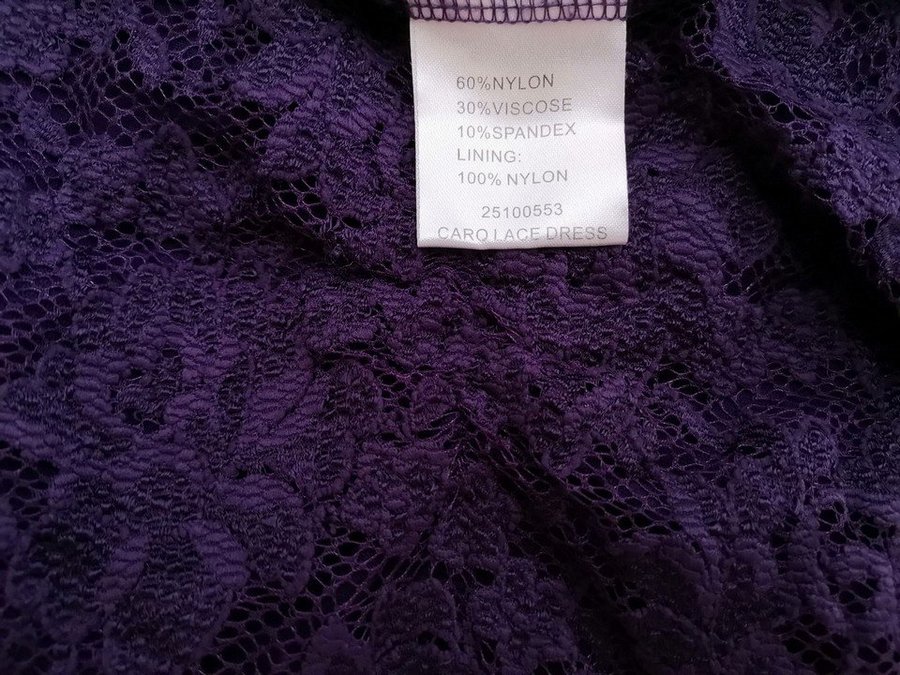 60%NYLON
30%VISCOSE
10%SPANDEX
LINING:
100% NYLON
25100553
CARO LACE DRESS